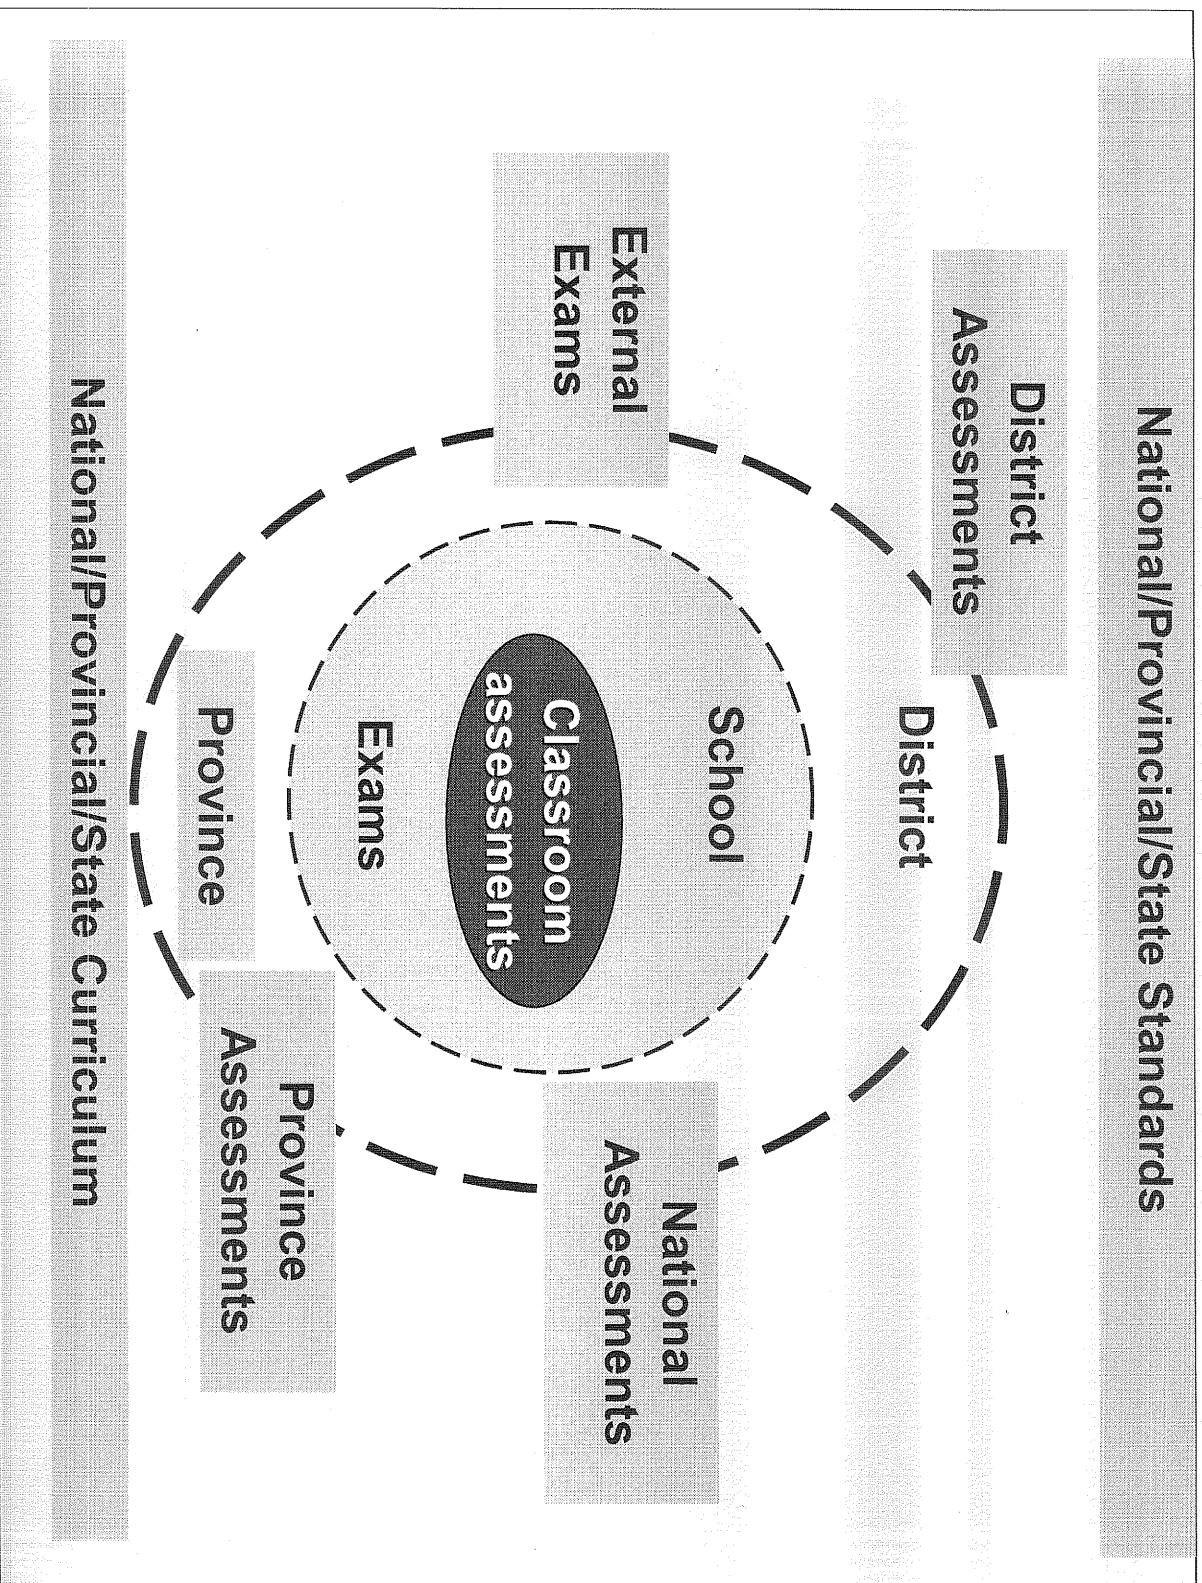 National/Provincial/State Standards
District
Assessments
District
School
External
Exams
Classroom
assessments
National
Assessments
Exams
Province
Province
Assessments
National/Provincial/State Curriculum